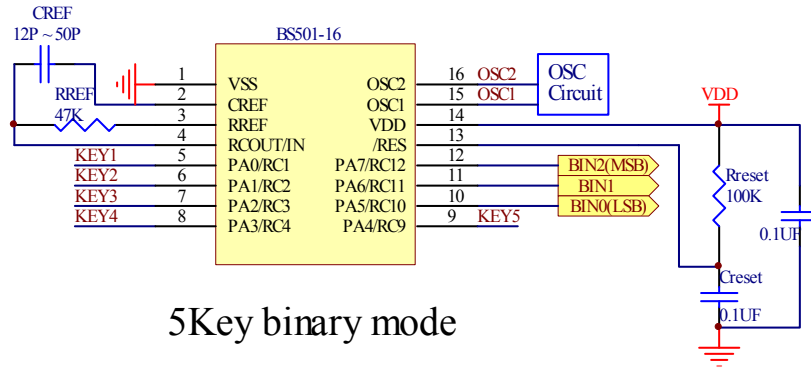 CREF
12P ~ 50P
BS501-16
RREF
47K
1 VSS
2 CREF
3 RREF
4 RCOUT/IN
KEY1 5 PA0/RC1
KEY2 6 PA1/RC2
KEY3 7 PA2/RC3
KEY4 8 PA3/RC4
OSC2 16 OSC2
OSC1 15 OSC1
VDD 14
/RES 13
PA7/RC12 12 BIN2(MSB)
PA6/RC11 11 BIN1
PA5/RC10 10 BIN0(LSB)
PA4/RC9 9 KEY5
OSC
Circuit
VDD
Rreset
100K
0.1UF
Creset
0.1UF
5Key binary mode